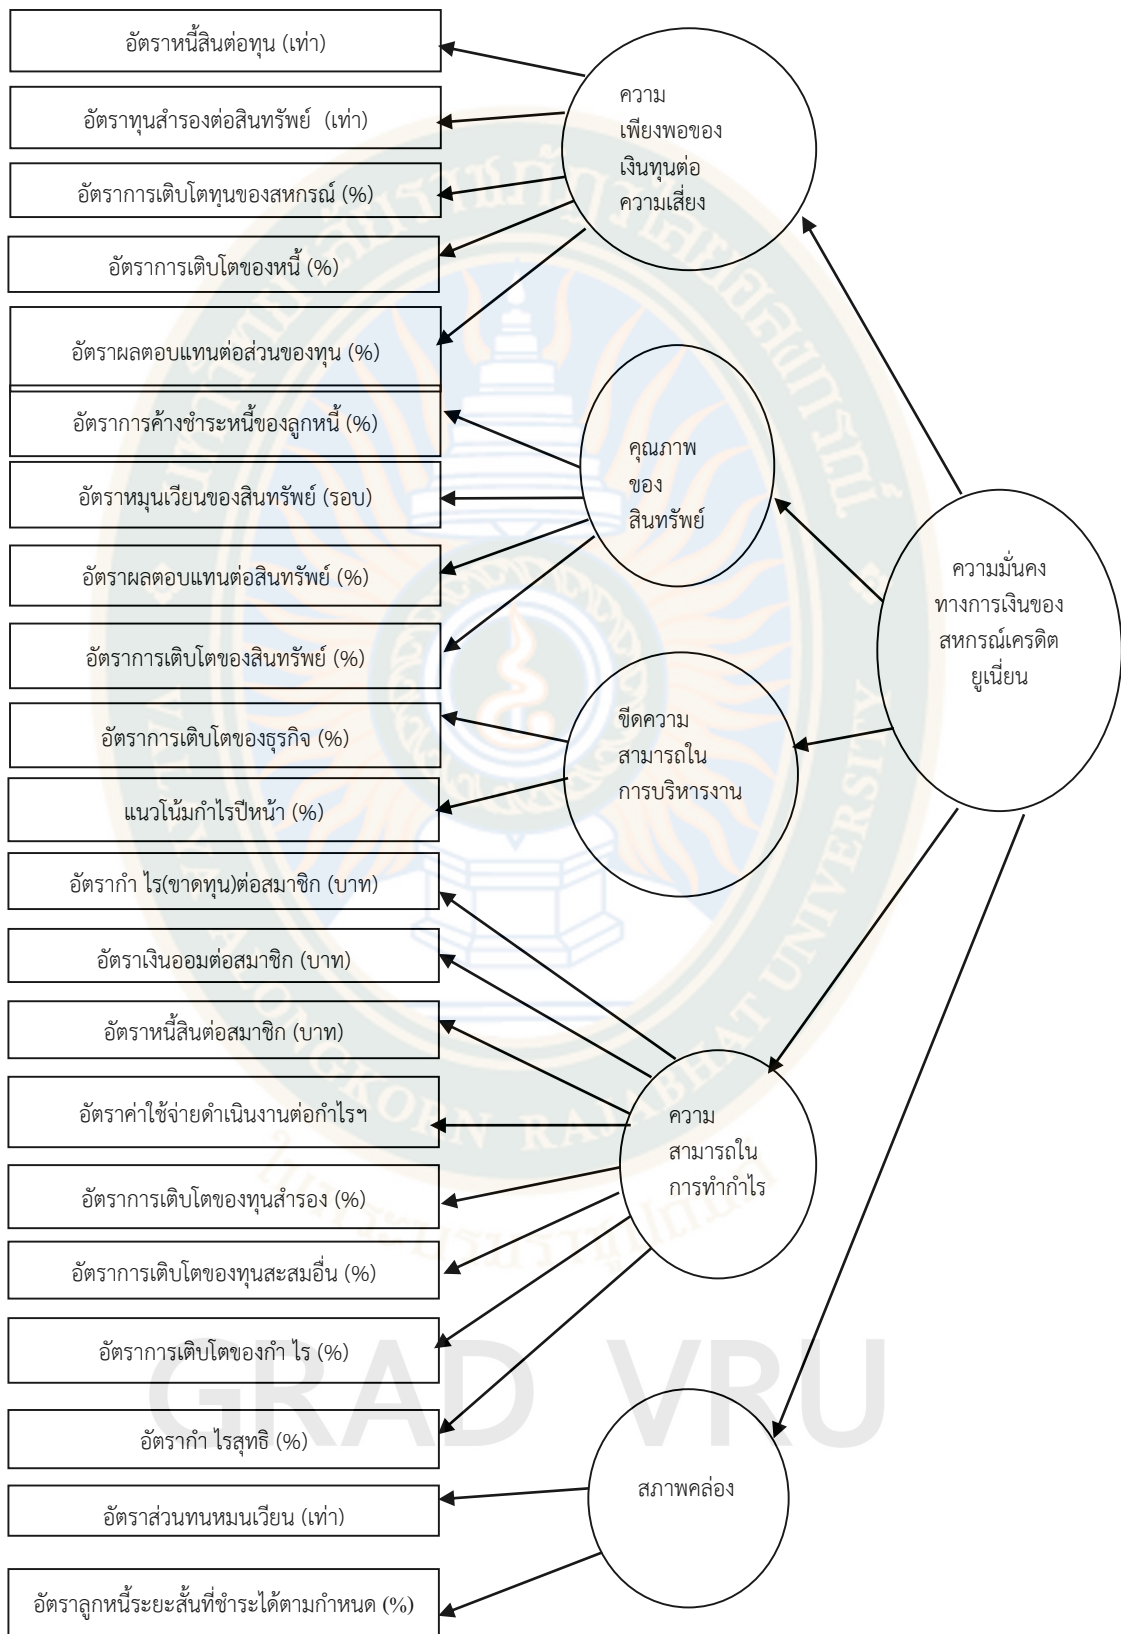 อัตราหนี้สินต่อทุน (เท่า)
อัตราทุนสำรองต่อสินทรัพย์ (เท่า)
อัตราการเติบโตทุนของสหกรณ์ (%)
อัตราการเติบโตของหนี้ (%)
อัตราผลตอบแทนต่อส่วนของทุน (%)
อัตราการค้างชำระหนี้ของลูกหนี้ (%)
อัตราหมุนเวียนของสินทรัพย์ (รอบ)
อัตราผลตอบแทนต่อสินทรัพย์ (%)
อัตราการเติบโตของสินทรัพย์ (%)
อัตราการเติบโตของธุรกิจ (%)
แนวโน้มกำไรปีหน้า (%)
อัตรากำ ไร(ขาดทุน)ต่อสมาชิก (บาท)
อัตราเงินออมต่อสมาชิก (บาท)
อัตราหนี้สินต่อสมาชิก (บาท)
อัตราค่าใช้จ่ายดำเนินงานต่อกำไรฯ
อัตราการเติบโตของทุนสำรอง (%)
อัตราการเติบโตของทุนสะสมอื่น (%)
อัตราการเติบโตของกำ ไร (%)
อัตรากำ ไรสุทธิ (%)
อัตราส่วนทนหมนเวียน (เท่า)
อัตราลูกหนี้ระยะสั้นที่ชำระได้ตามกำหนด (%)
ความ
เพียงพอของ
เงินทุนต่อ
ความเสี่ยง
คุณภาพ
ของ
สินทรัพย์
ขีดความ
สามารถใน
การบริหารงาน
ความ
สามารถใน
การทำกำไร
สภาพคล่อง
ความมั่นคง
ทางการเงินของ
สหกรณ์เครดิต
ยูเนี่ยน
GRAD VRU
VALAYA ALONGKORN RAJABHAT UNIVERSITY